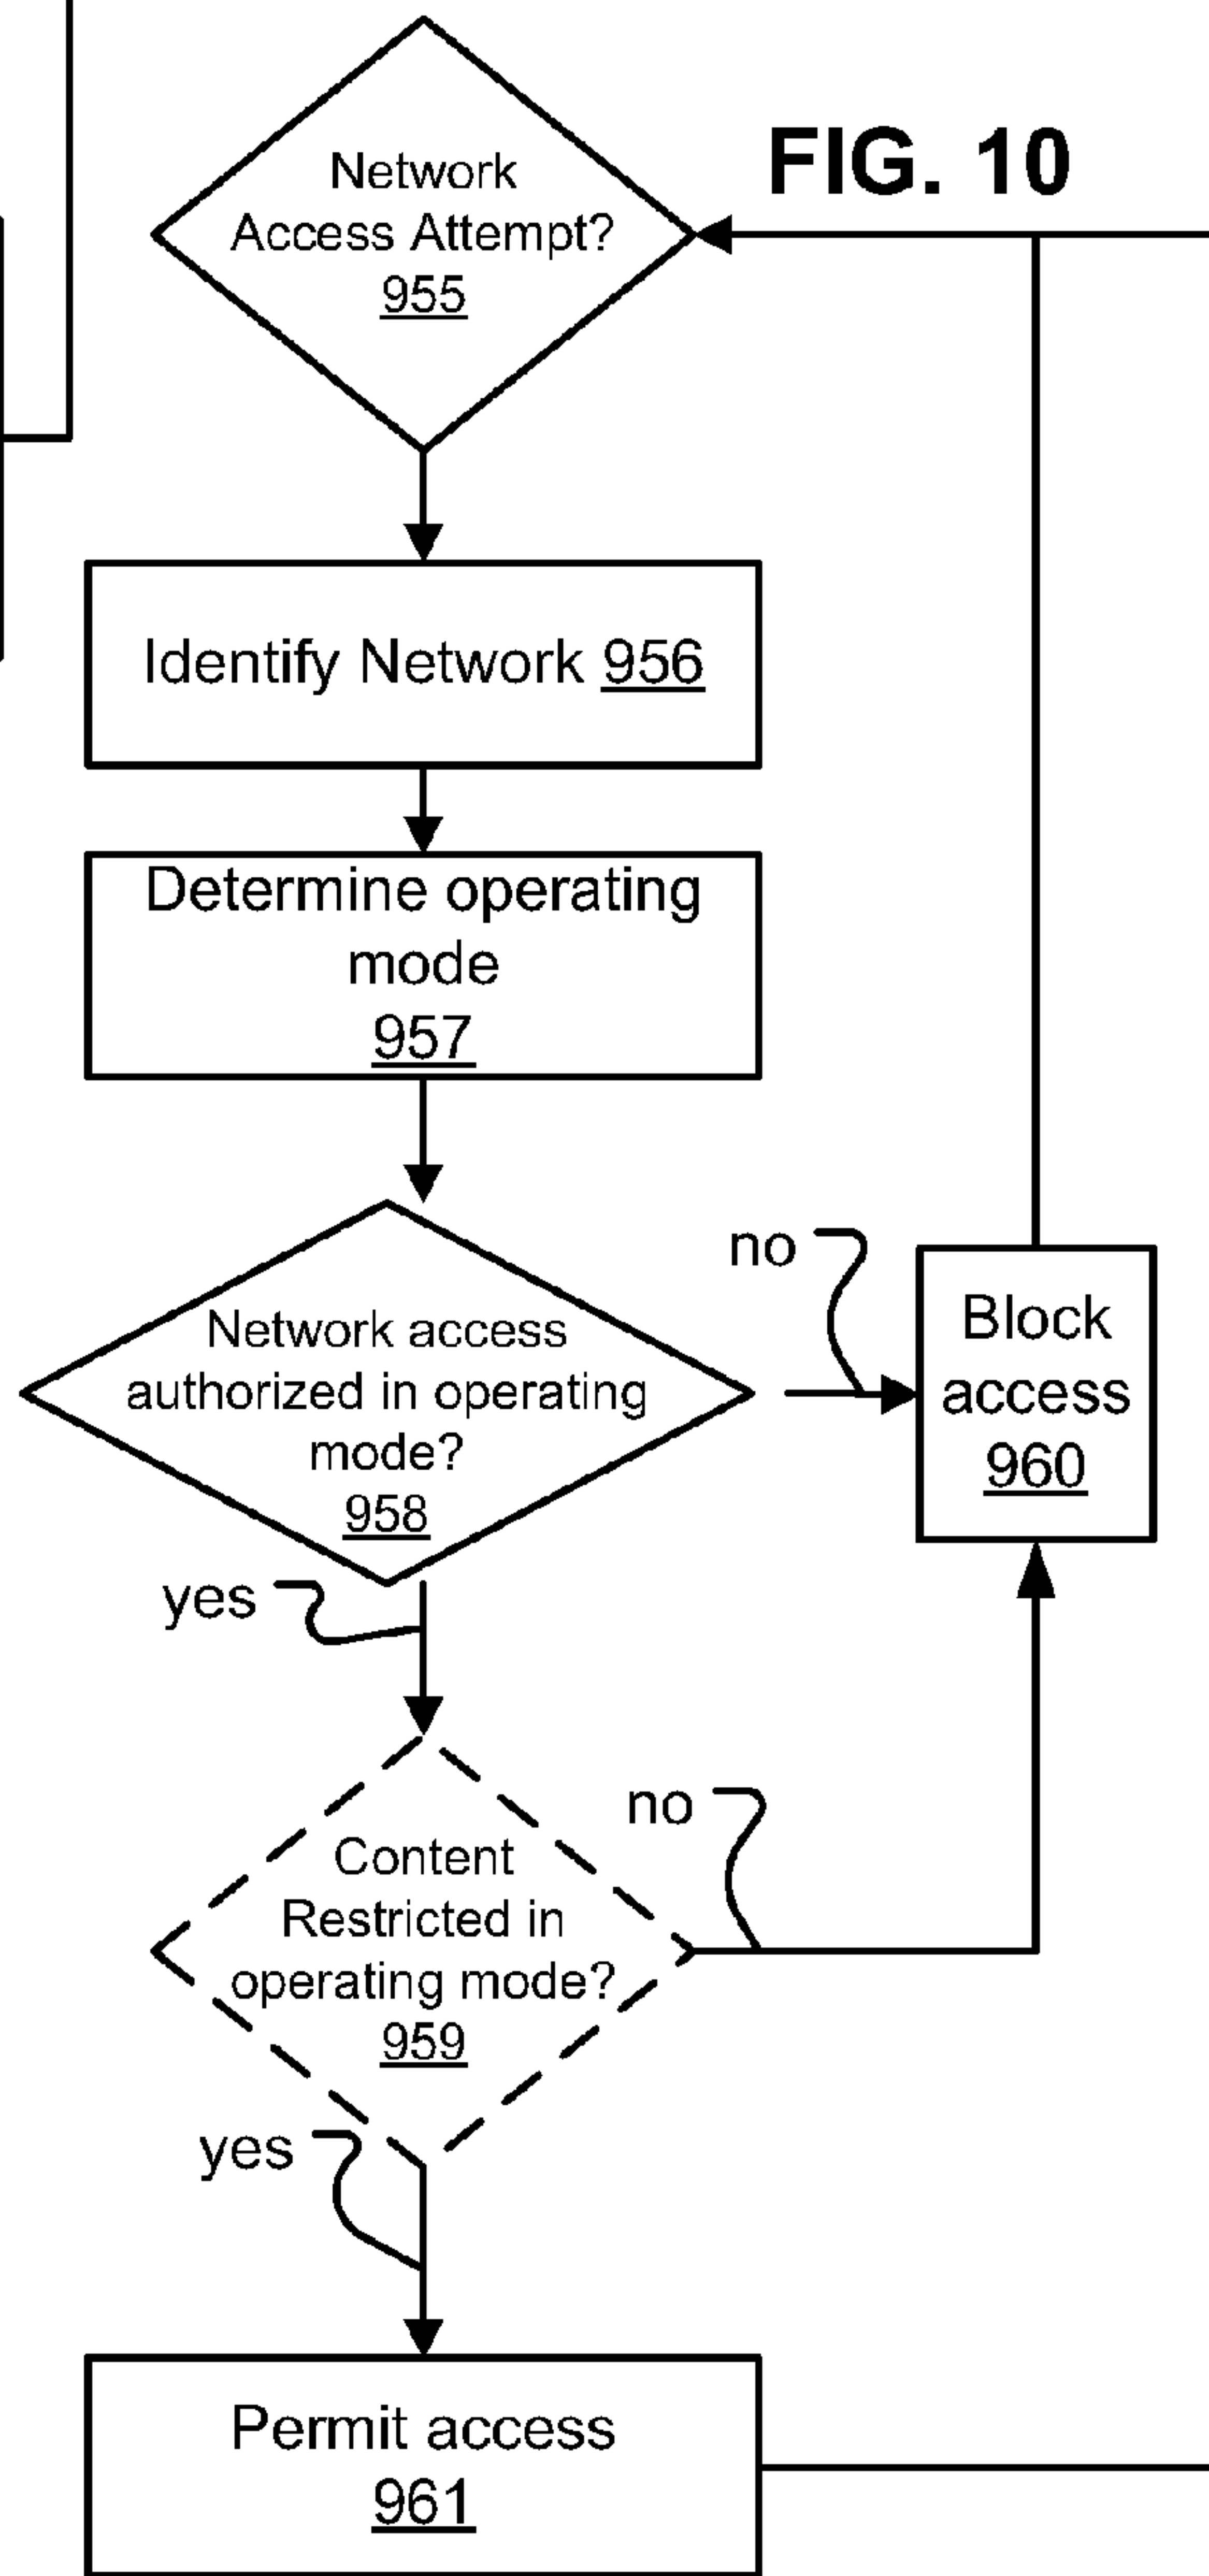 FIG. 10
Network
Access Attempt?
955
Identify Network 956
Determine operating
mode
957
Network access
authorized in operating
mode?
958
no
Block
access
960
yes
Content
Restricted in
operating mode?
959
no
yes
Permit access
961